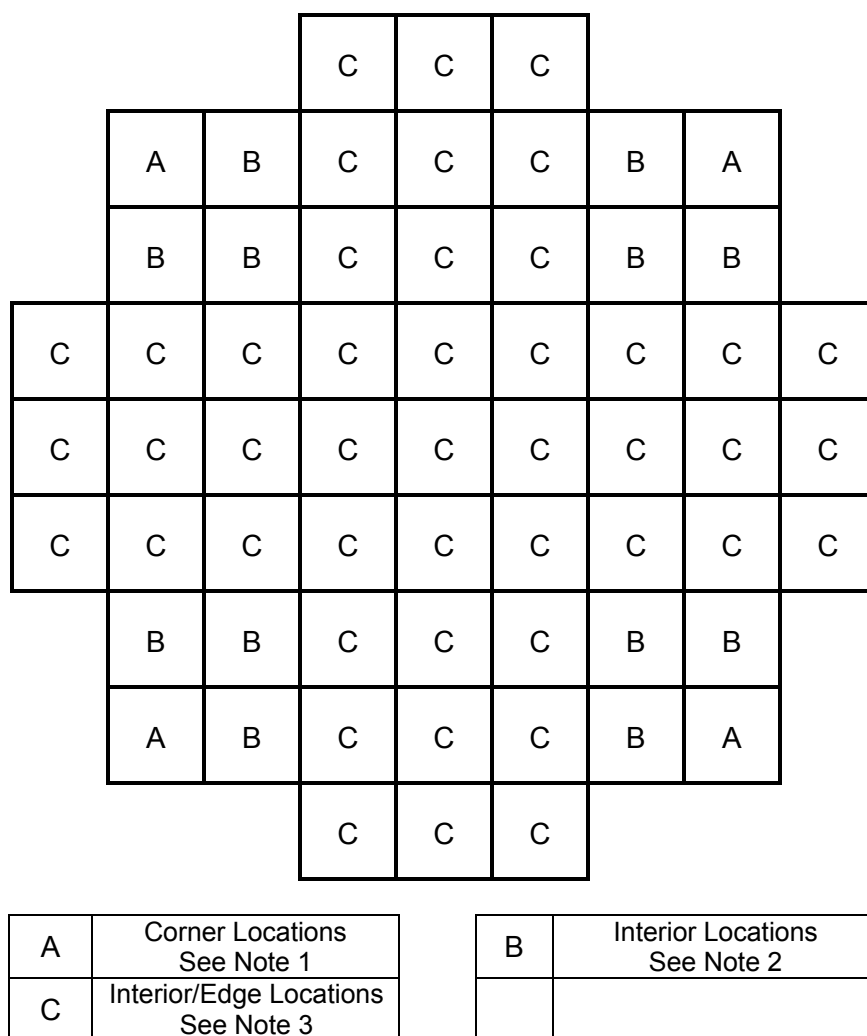 C C C
A B C C C B A
B B C C C B B
C C C C C C C C C
C C C C C C C C C
C C C C C C C C C
B B C C C B B
A B C C C B A
C C C
A Corner Locations
See Note 1
B Interior Locations
See Note 2
C Interior/Edge Locations
See Note 3